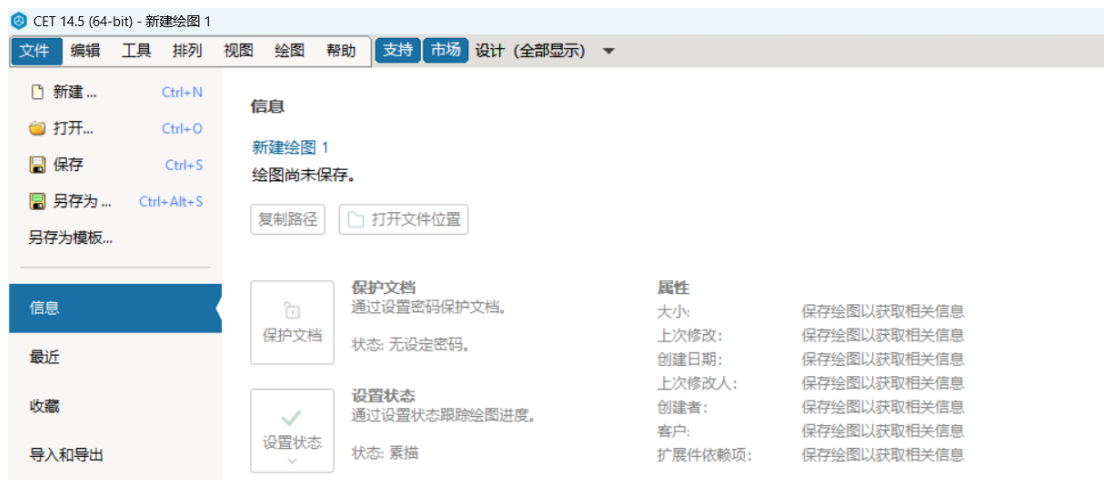 CET 14.5 (64-bit) - 新建绘图 1
文件 编辑 工具 排列 视图 绘图 帮助 支持 市场 设计（全部显示）
新建 ... Ctrl+N
打开... Ctrl+O
保存 Ctrl+S
另存为 ... Ctrl+Alt+S
另存为模板...
信息
最近
收藏
导入和导出
信息
新建绘图 1
绘图尚未保存。
复制路径 打开文件位置
保护文档
保护文档
通过设置密码保护文档。
状态: 无设定密码。
设置状态
设置状态
通过设置状态跟踪绘图进度。
状态: 素描
属性
大小: 保存绘图以获取相关信息
上次修改: 保存绘图以获取相关信息
创建日期: 保存绘图以获取相关信息
上次修改人: 保存绘图以获取相关信息
创建者: 保存绘图以获取相关信息
客户: 保存绘图以获取相关信息
扩展件依赖项: 保存绘图以获取相关信息